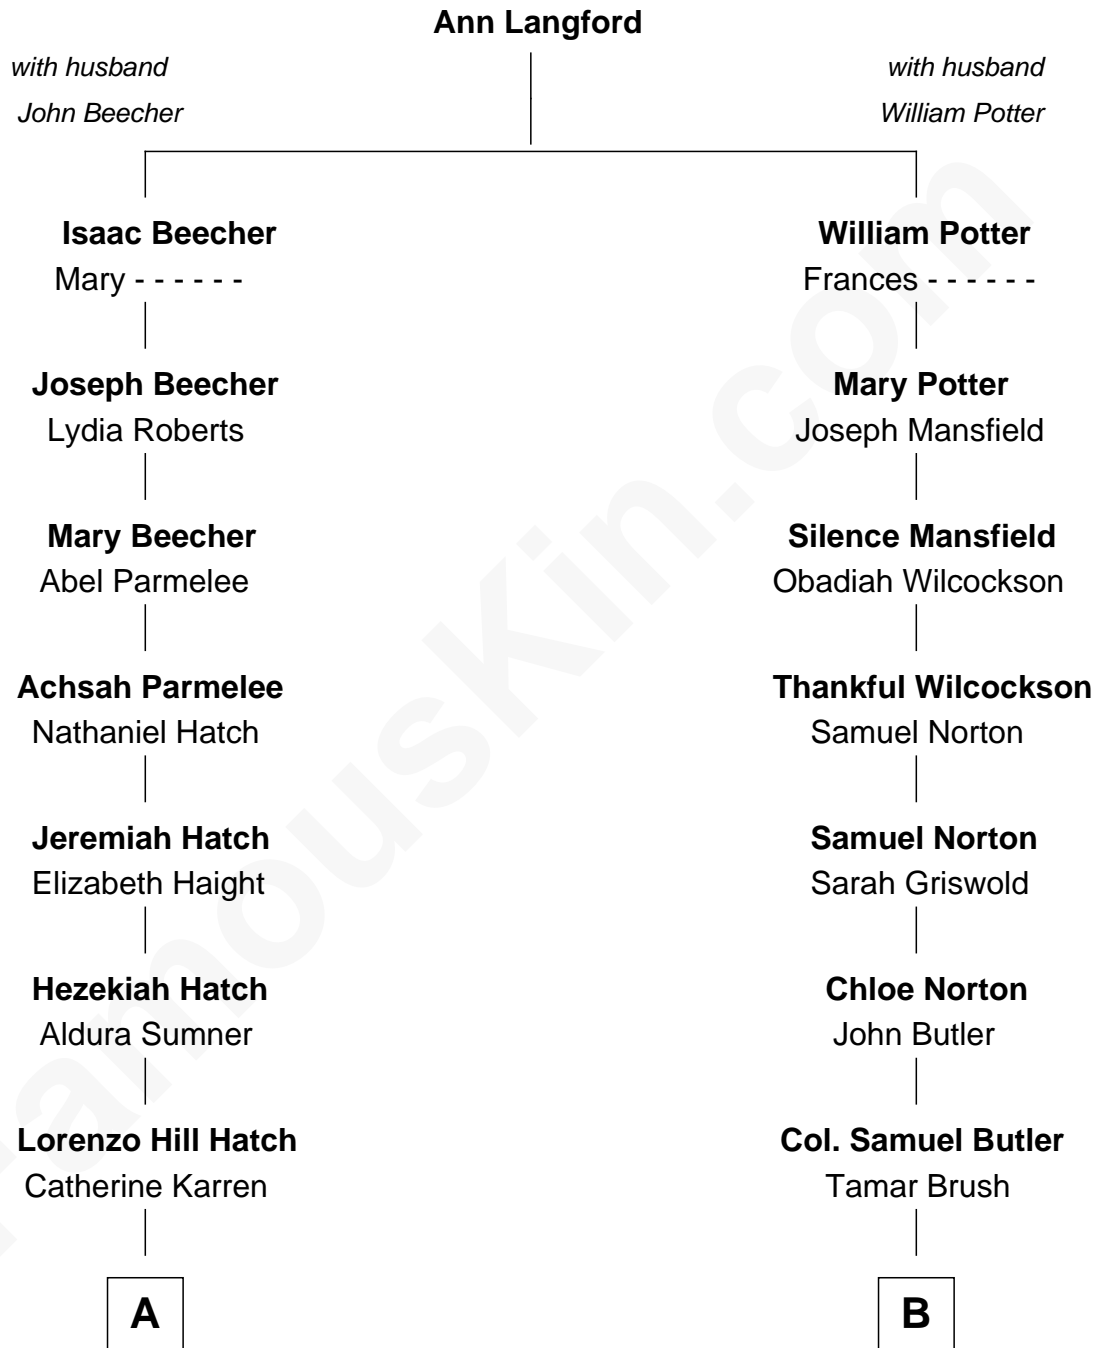 Ann Langford
with husband
John Beecher
with husband
William Potter
Isaac Beecher
Mary - - - - - -
William Potter
Frances - - - - - -
Joseph Beecher
Lydia Roberts
Mary Potter
Joseph Mansfield
Mary Beecher
Abel Parmelee
Silence Mansfield
Obadiah Wilcockson
Achsah Parmelee
Nathaniel Hatch
Thankful Wilcockson
Samuel Norton
Jeremiah Hatch
Elizabeth Haight
Samuel Norton
Sarah Griswold
Hezekiah Hatch
Aldura Sumner
Chloe Norton
John Butler
Lorenzo Hill Hatch
Catherine Karren
Col. Samuel Butler
Tamar Brush
A
B
FamousKin.com